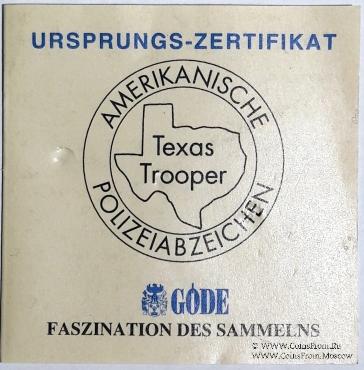 URSPRUNGS-ZERTIFIKAT
AMERIKANISCHE
Texas
Trooper
POLIZEIABZEICHEN
GÖDE
FASZINATION DES SAMMELNS
© www.CoinsFrom.Ru
www.CoinsFrom.Moscow